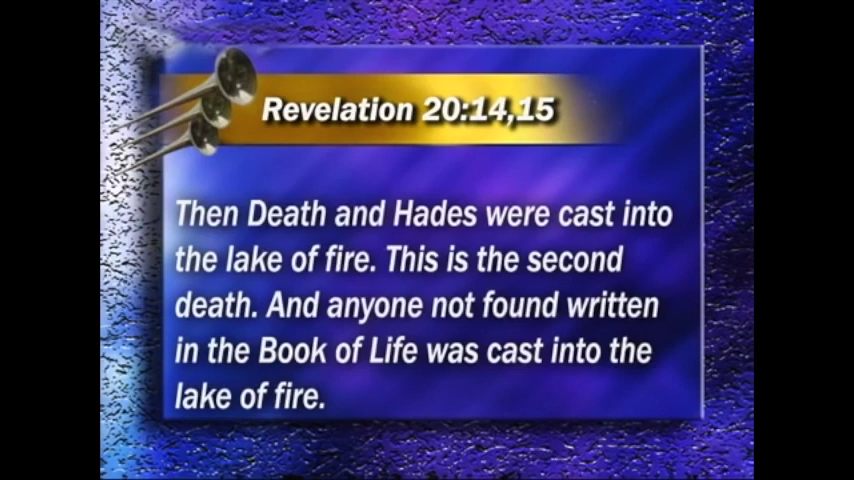 Revelation 20:14,15
Then Death and Hades were cast into
the lake of fire. This is the second
death. And anyone not found written
in the Book of Life was cast into the
lake of fire.